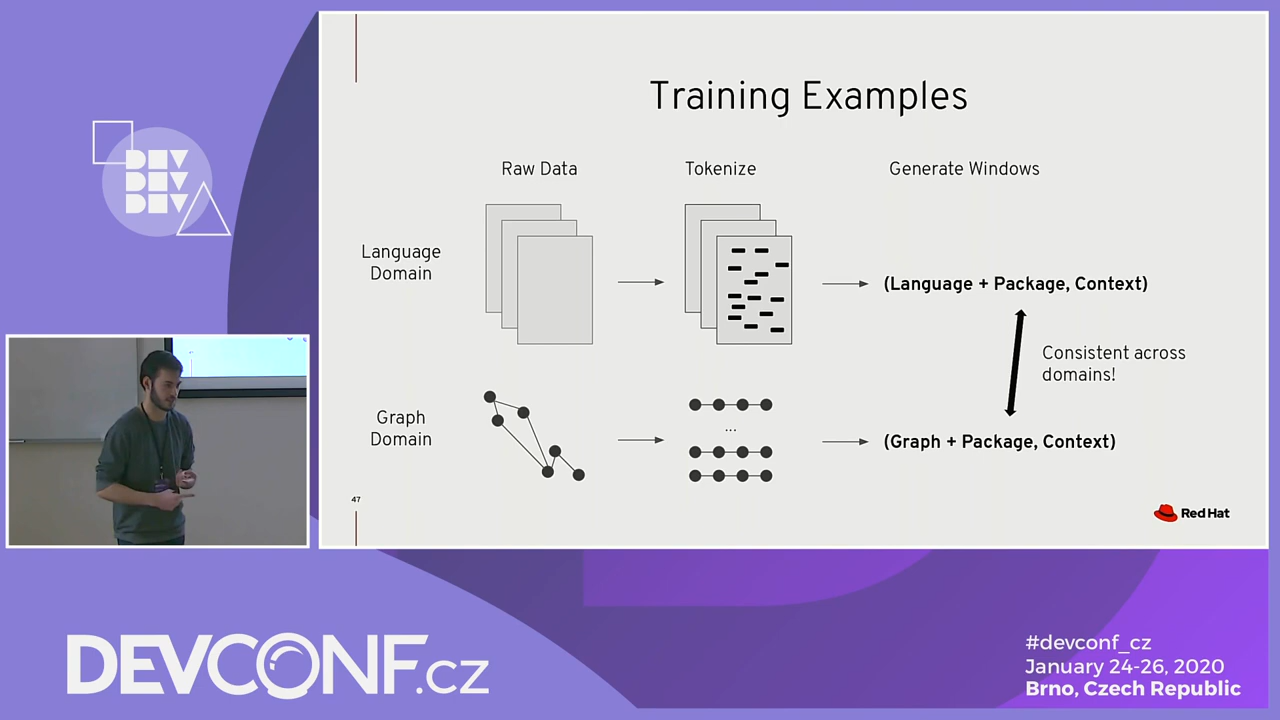 DEV
DEV
DEV
Training Examples
Raw Data
Tokenize
Generate Windows
Language
Domain
(Language + Package, Context)
Consistent across
domains!
Graph
Domain
...
(Graph + Package, Context)
47
Red Hat
DEVCONF.cz
#devconf_cz
January 24-26, 2020
Brno, Czech Republic